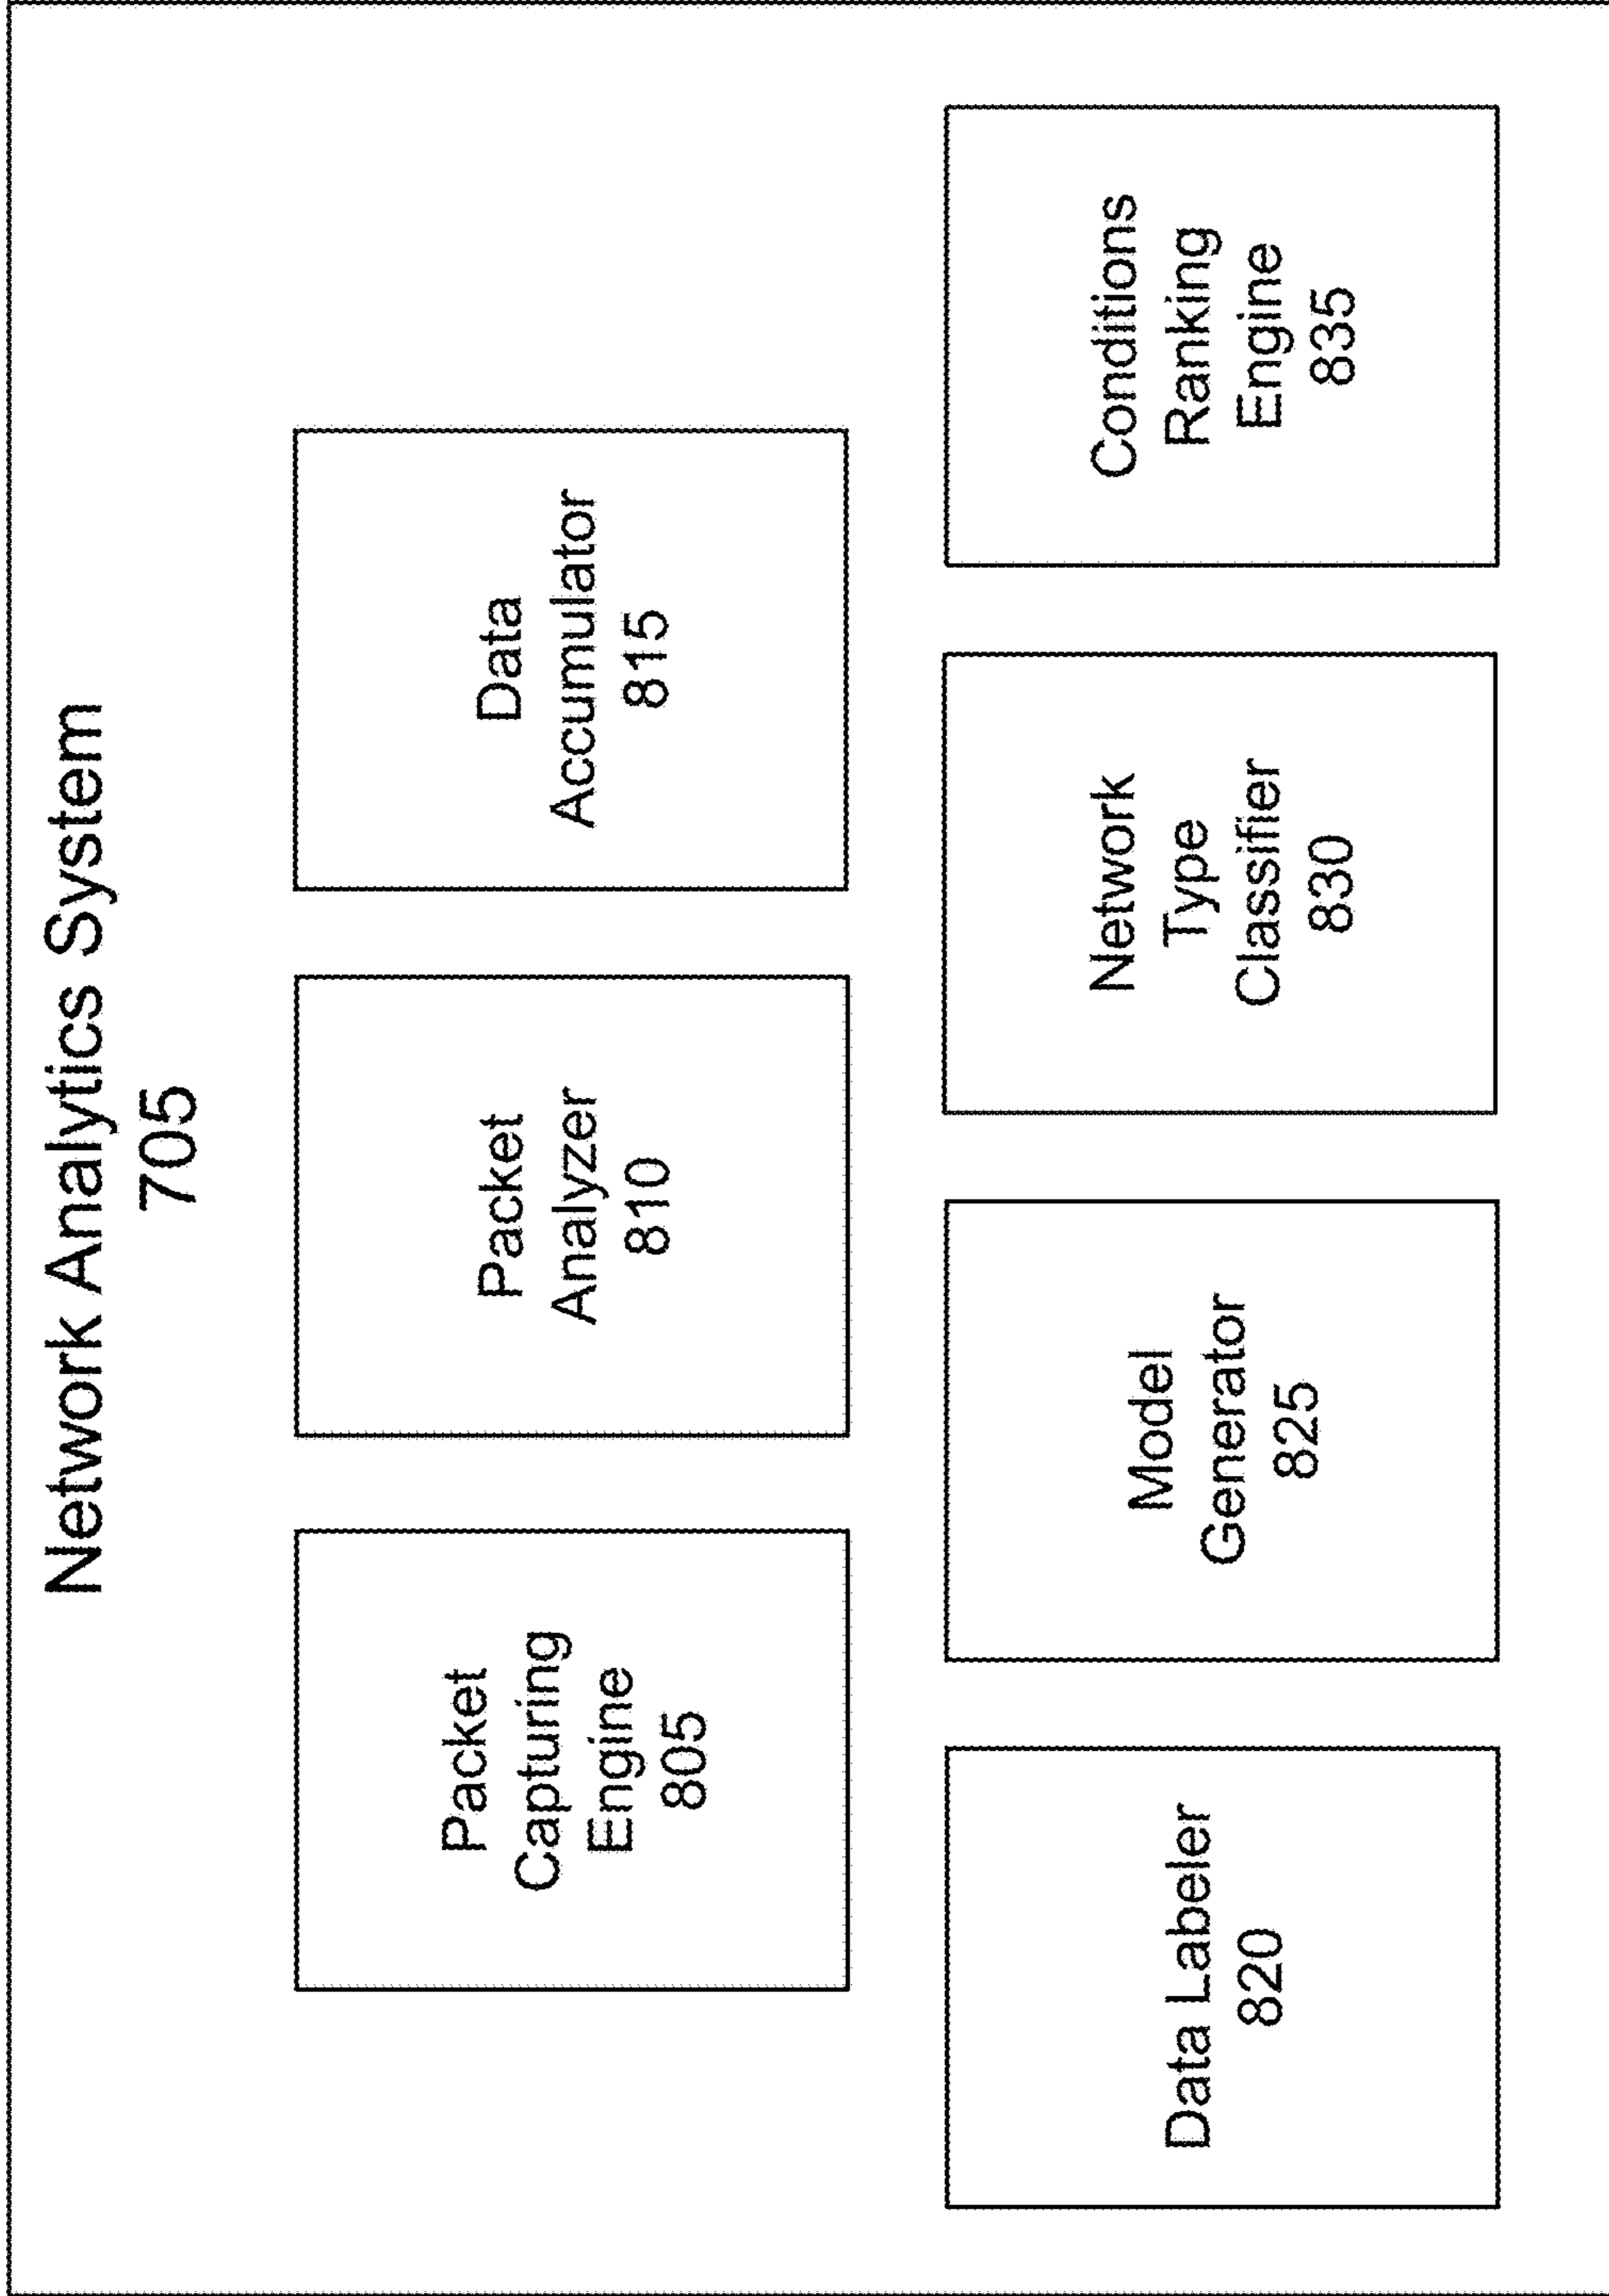 Network Analytics System
705
Packet
Capturing
Engine
805
Packet
Analyzer
810
Data
Accumulator
815
Data Labeler
820
Model
Generator
825
Network
Type
Classifier
830
Conditions
Ranking
Engine
835